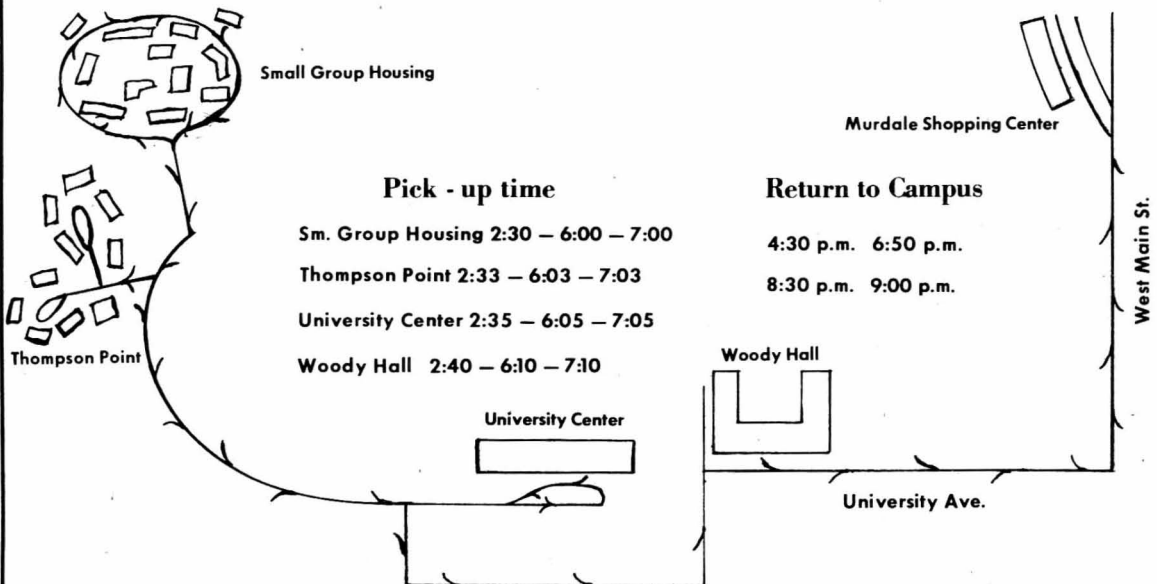 Small Group Housing
Murdale Shopping Center
Pick - up time
Sm. Group Housing 2:30 — 6:00 — 7:00
Thompson Point 2:33 — 6:03 — 7:03
University Center 2:35 — 6:05 — 7:05
Woody Hall 2:40 — 6:10 — 7:10
Return to Campus
4:30 p.m. 6:50 p.m.
8:30 p.m. 9:00 p.m.
West Main St.
Thompson Point
Woody Hall
University Center
University Ave.